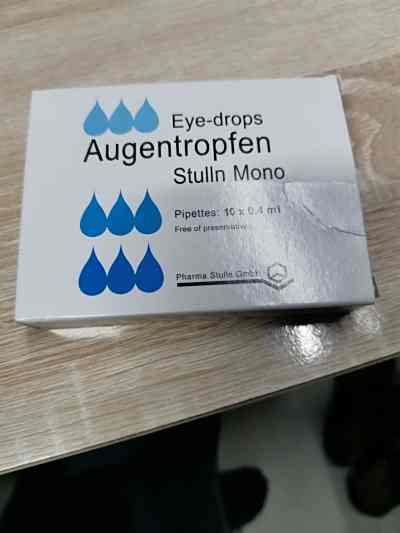 Eye-drops
Augentropfen
Stulln Mono
Pipettes: 10 x 0.4 ml
Free of preservative
Pharma Stulln GmbH